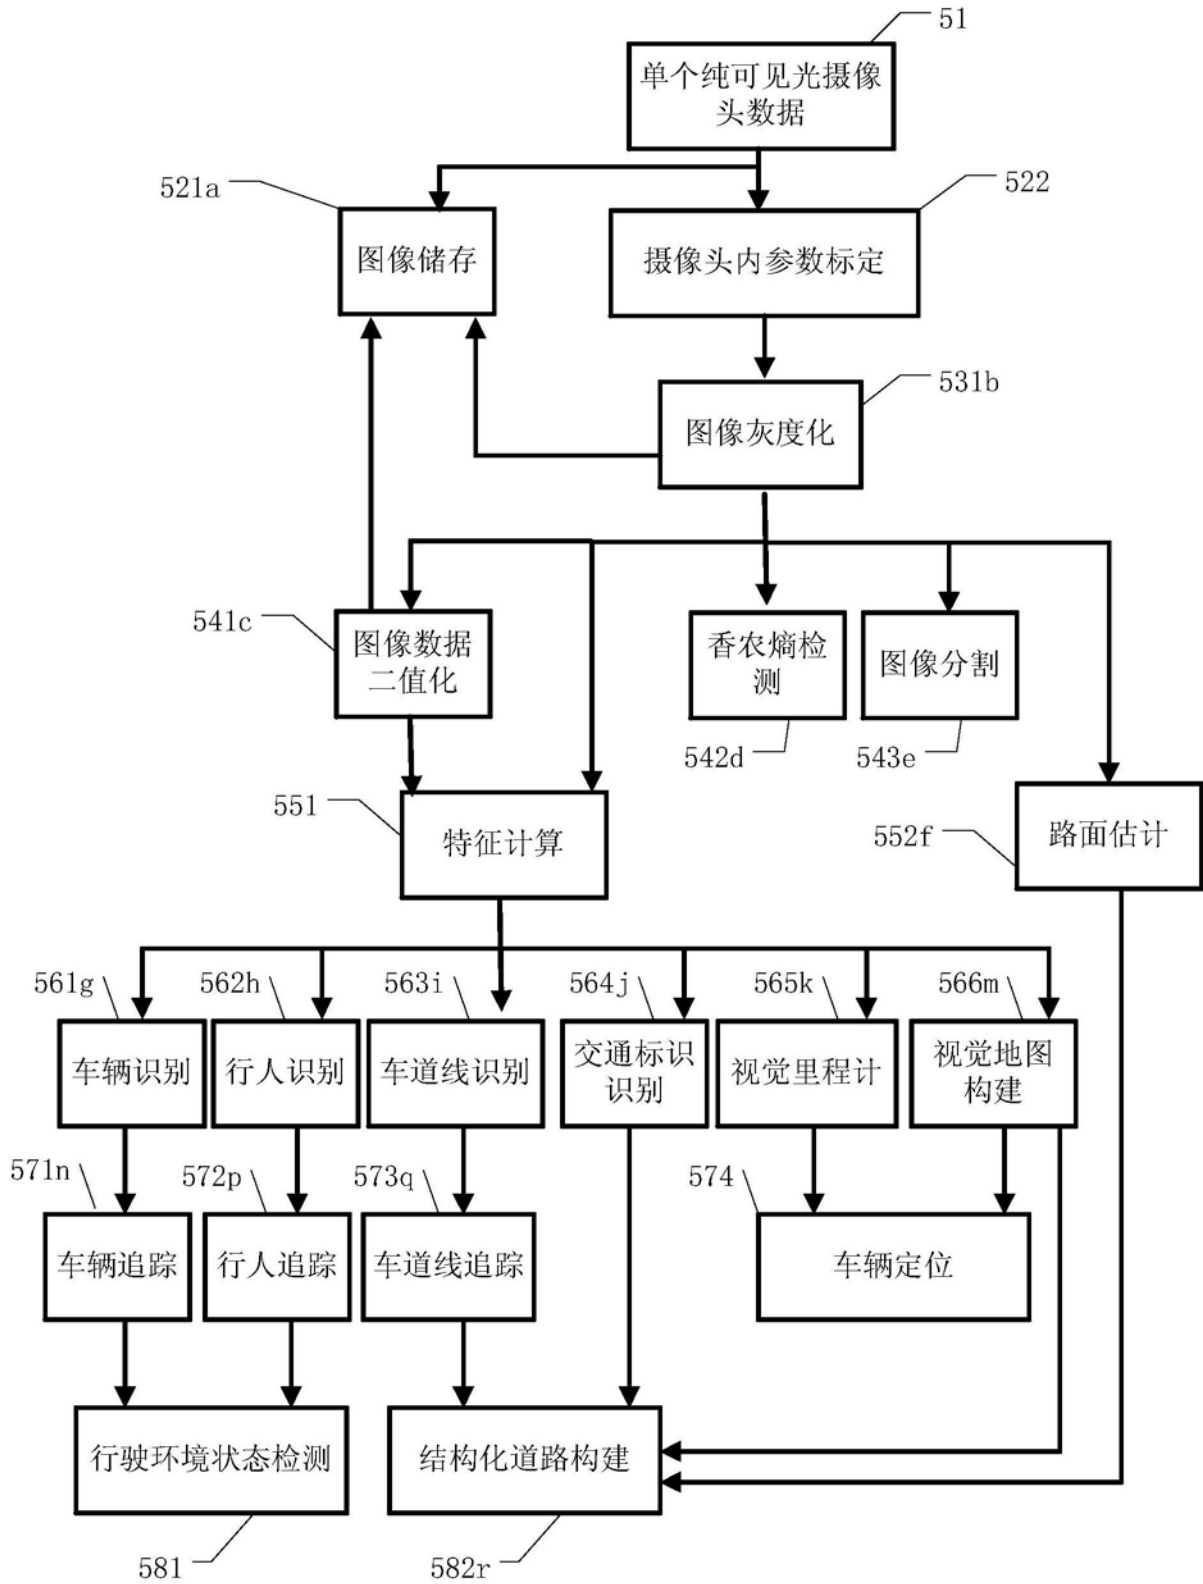 51
单个纯可见光摄像
头数据
521a
522
图像储存
摄像头内参数标定
531b
图像灰度化
541c
图像数据
二值化
香农熵检
测
图像分割
542d
543e
551
特征计算
552f
路面估计
561g
562h
563i
564j
565k
566m
车辆识别
行人识别
车道线识别
交通标识
识别
视觉里程计
视觉地图
构建
571n
572p
573q
574
车辆追踪
行人追踪
车道线追踪
车辆定位
行驶环境状态检测
结构化道路构建
581
582r